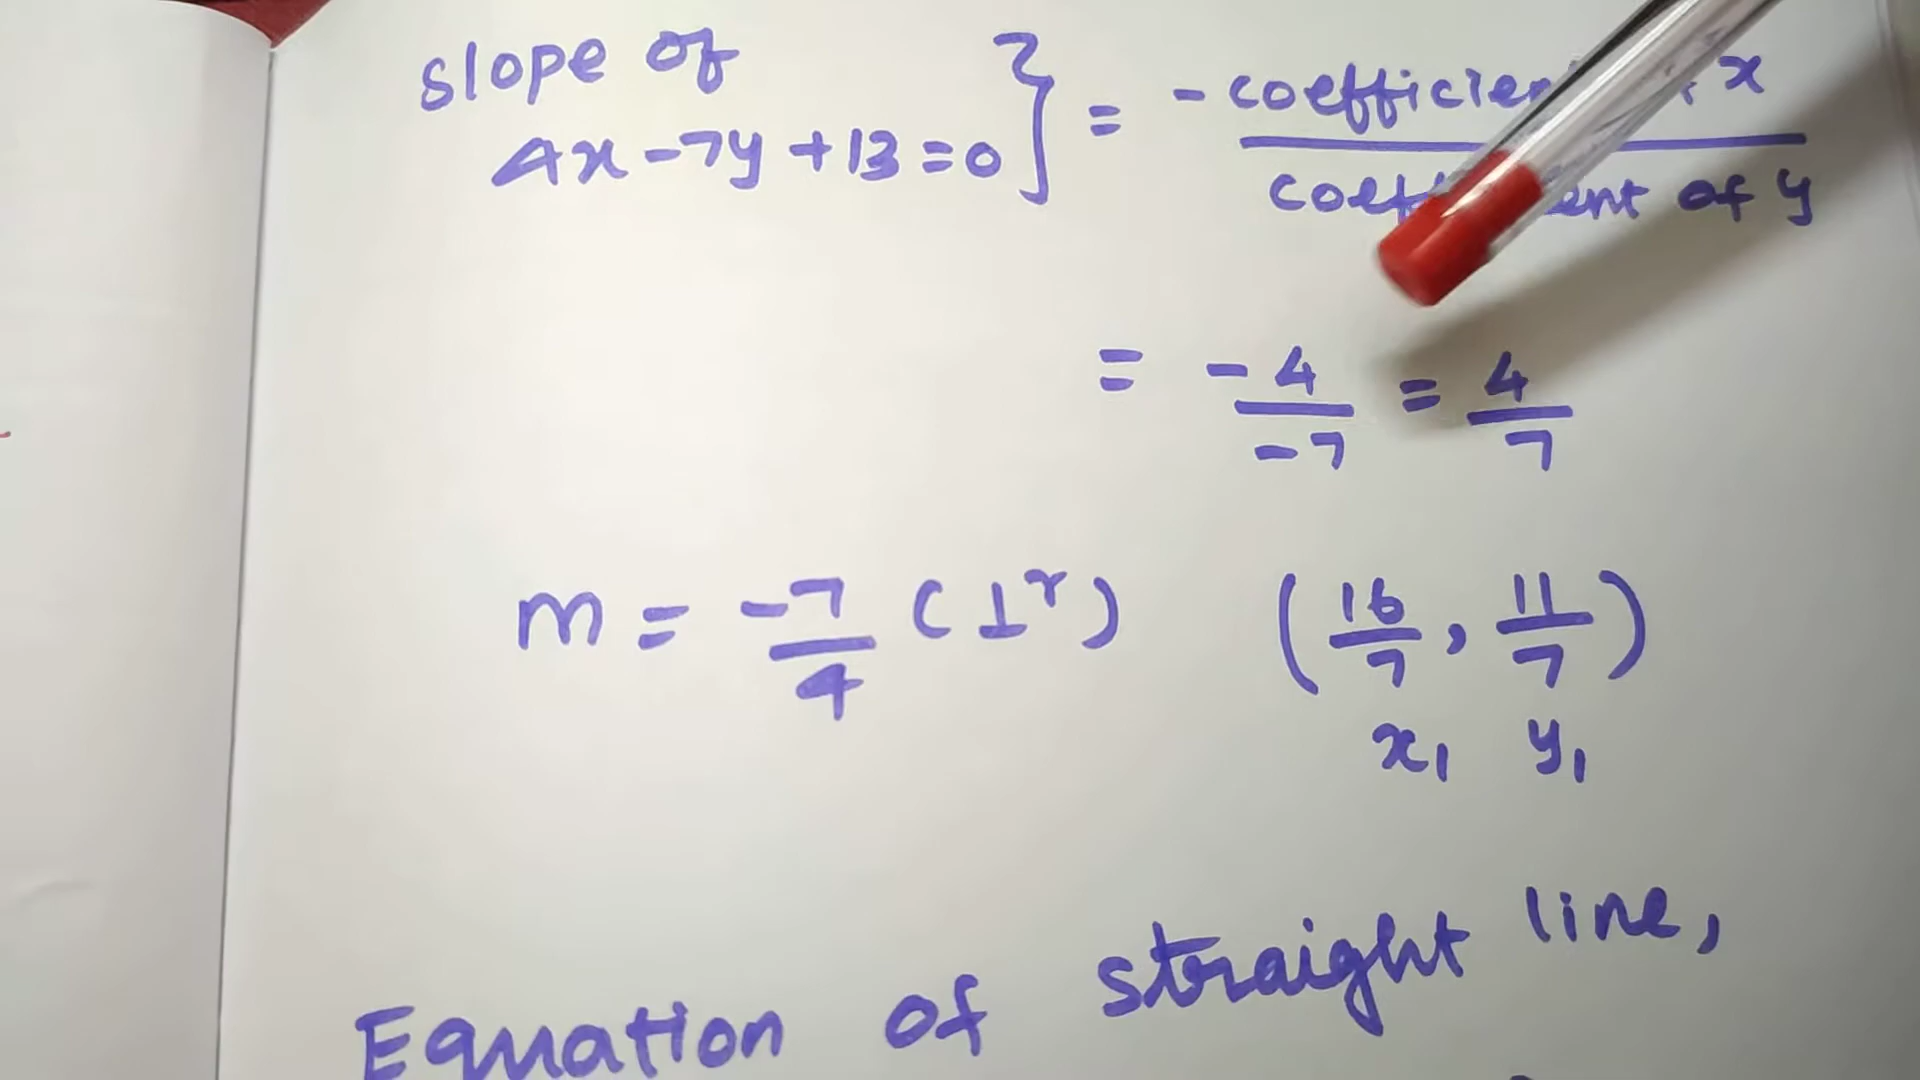 slope of
4x-7y+13=0} = -coefficient x / coefficient of y
= -4/-7 = 4/7
m = -7/4 (⊥r) (16/7, 11/7)
x1 y1
Equation of straight line,